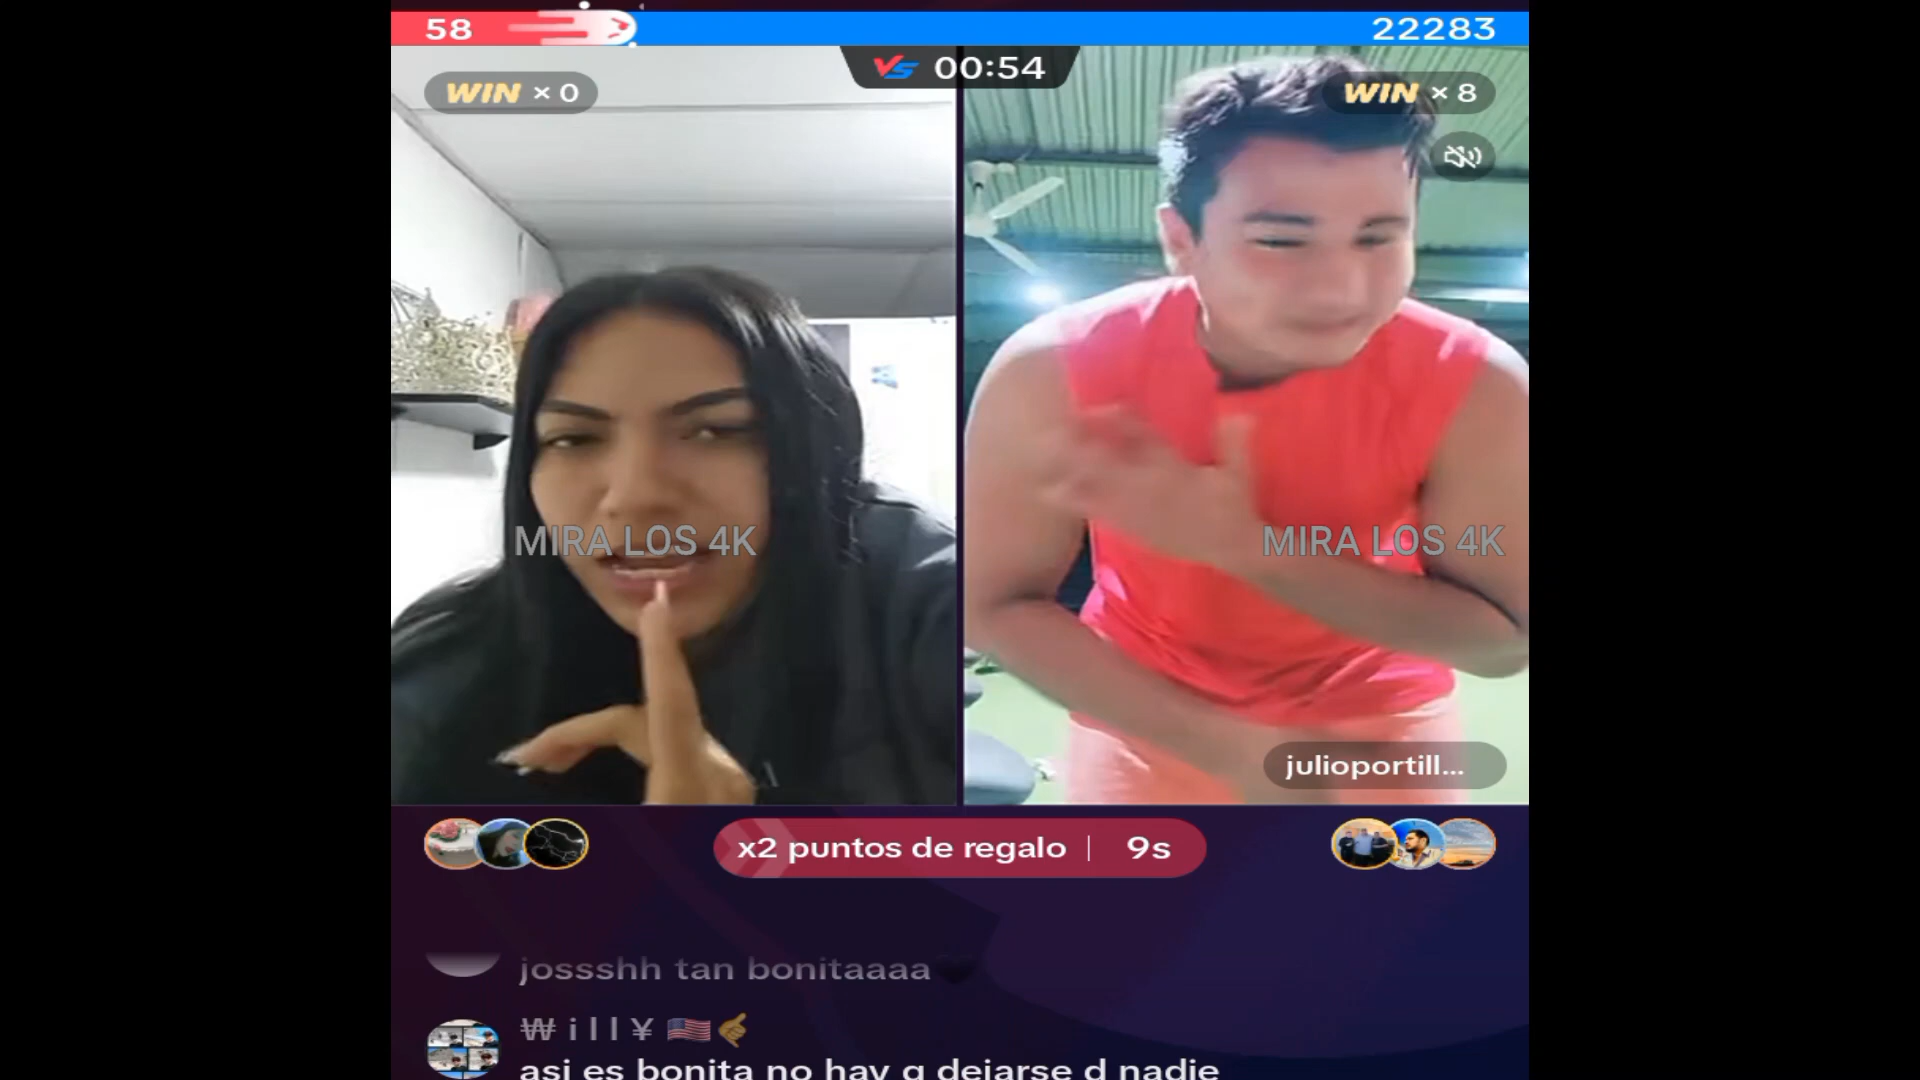 58
22283
VS 00:54
WIN × 0
WIN × 8
MIRA LOS 4K
MIRA LOS 4K
julioportill...
x2 puntos de regalo | 9s
jossshh tan bonitaaaa
₩ i l l ¥
asi es bonita no hay q dejarse d nadie